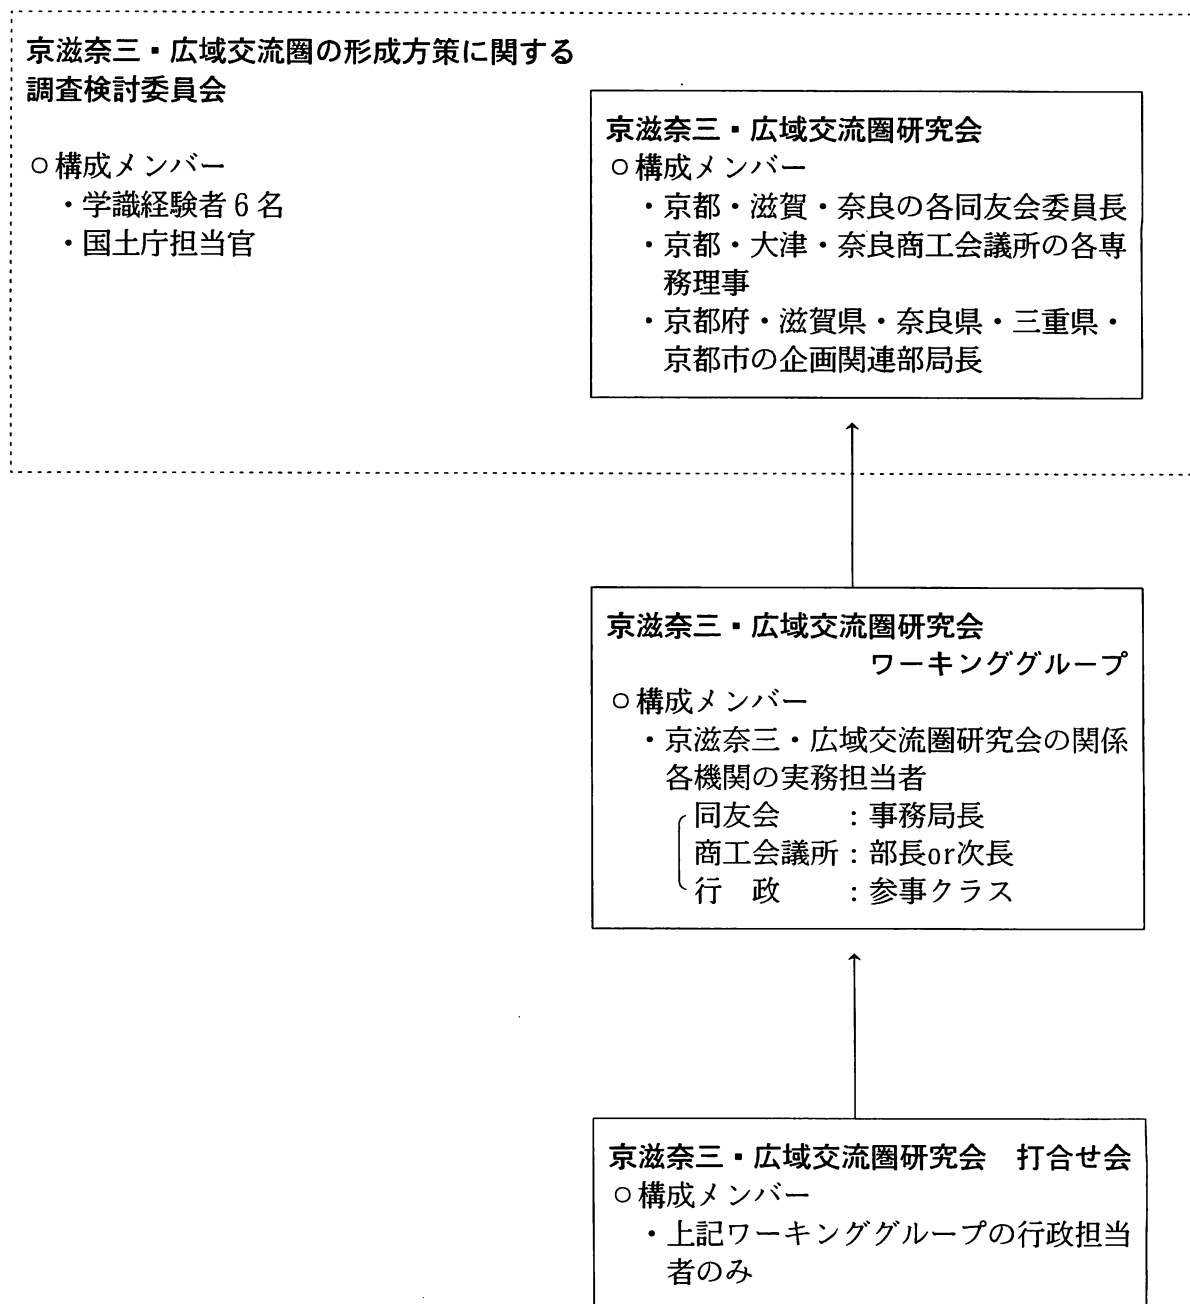 京滋奈三・広域交流圏の形成方策に関する
調査検討委員会
○構成メンバー
・学識経験者6名
・国土庁担当官
京滋奈三・広域交流圏研究会
○構成メンバー
・京都・滋賀・奈良の各同友会委員長
・京都・大津・奈良商工会議所の各専
務理事
・京都府・滋賀県・奈良県・三重県・
京都市の企画関連部局長
京滋奈三・広域交流圏研究会
ワーキンググループ
○構成メンバー
・京滋奈三・広域交流圏研究会の関係
各機関の実務担当者
同友会　　：事務局長
商工会議所：部長or次長
行　政　　：参事クラス
京滋奈三・広域交流圏研究会　打合せ会
○構成メンバー
・上記ワーキンググループの行政担当
者のみ